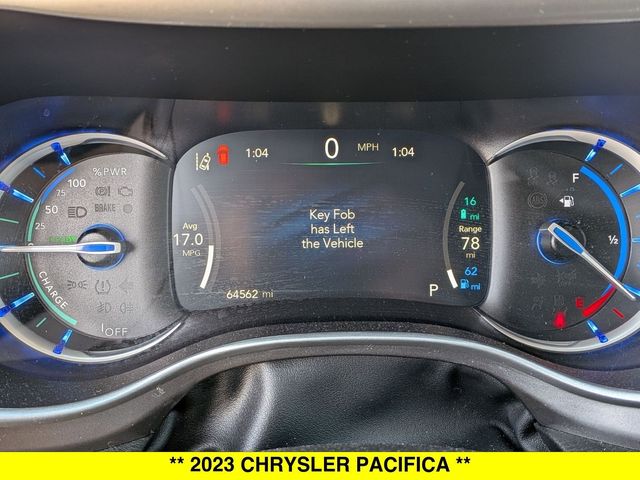 %PWR
100
75
50
25
BRAKE
CHARGE
OFF
1:04 0 MPH 1:04
Avg
17.0
MPG
Key Fob
has Left
the Vehicle
64562 mi
P
16
mi
Range
78
mi
62
mi
F
ABS
½
E
** 2023 CHRYSLER PACIFICA **